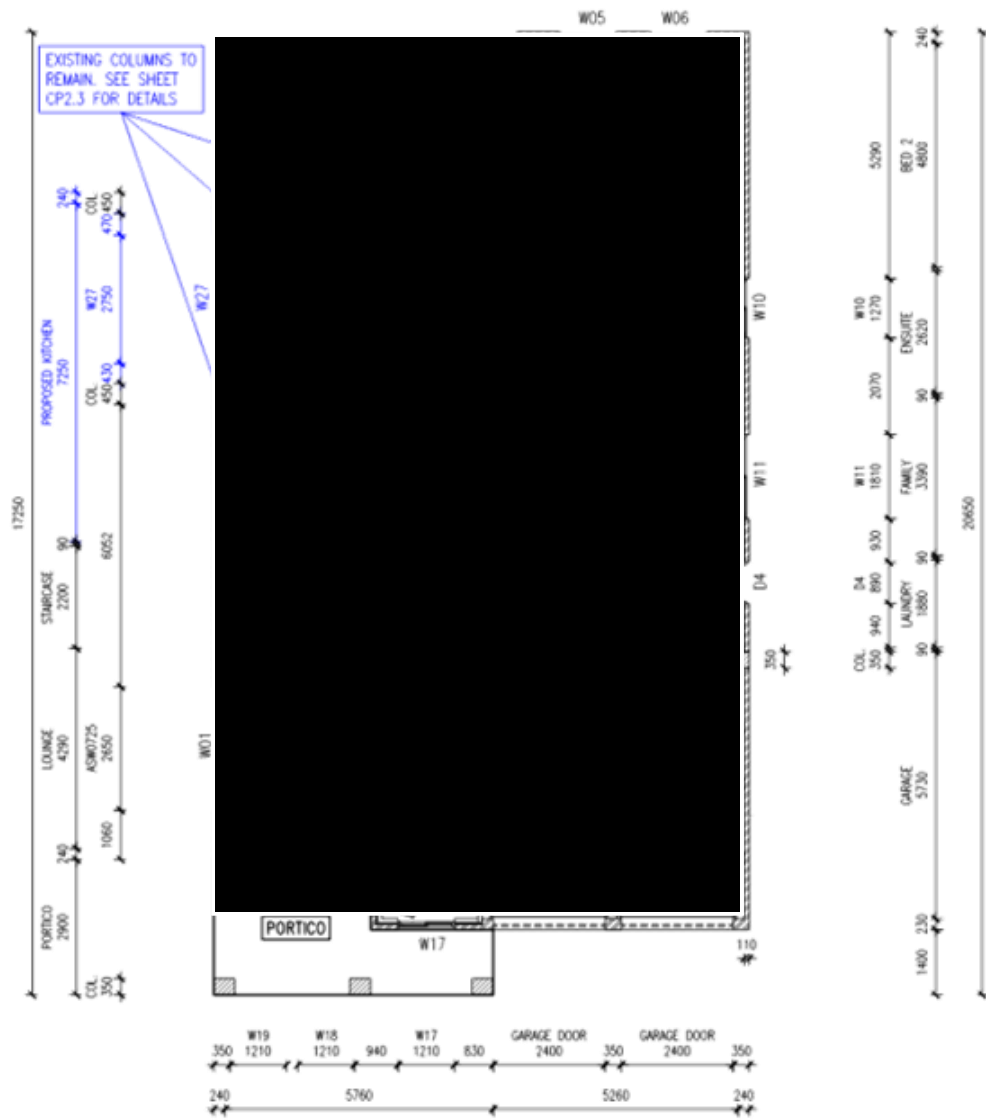 W05 W06
EXISTING COLUMNS TO
REMAIN. SEE SHEET
CP2.3 FOR DETAILS
17250
240
PROPOSED KITCHEN
7250
90
STAIRCASE
2200
LOUNGE
4290
240
PORTICO
2900
COL.
450
470
W27
2750
430
COL.
450
6052
ASW0725
2650
1060
COL.
350
W27
W01
W10
W11
D4
350
5290
W10
1270
2070
W11
1810
930
D4
890
940
COL.
350
240
BED 2
4800
ENSUITE
2620
90
FAMILY
3390
90
LAUNDRY
1880
90
GARAGE
5730
230
1400
20650
PORTICO
W17
110
W19 W18 W17 GARAGE DOOR GARAGE DOOR
350 1210 1210 940 1210 830 2400 350 2400 350
240 5760 5260 240